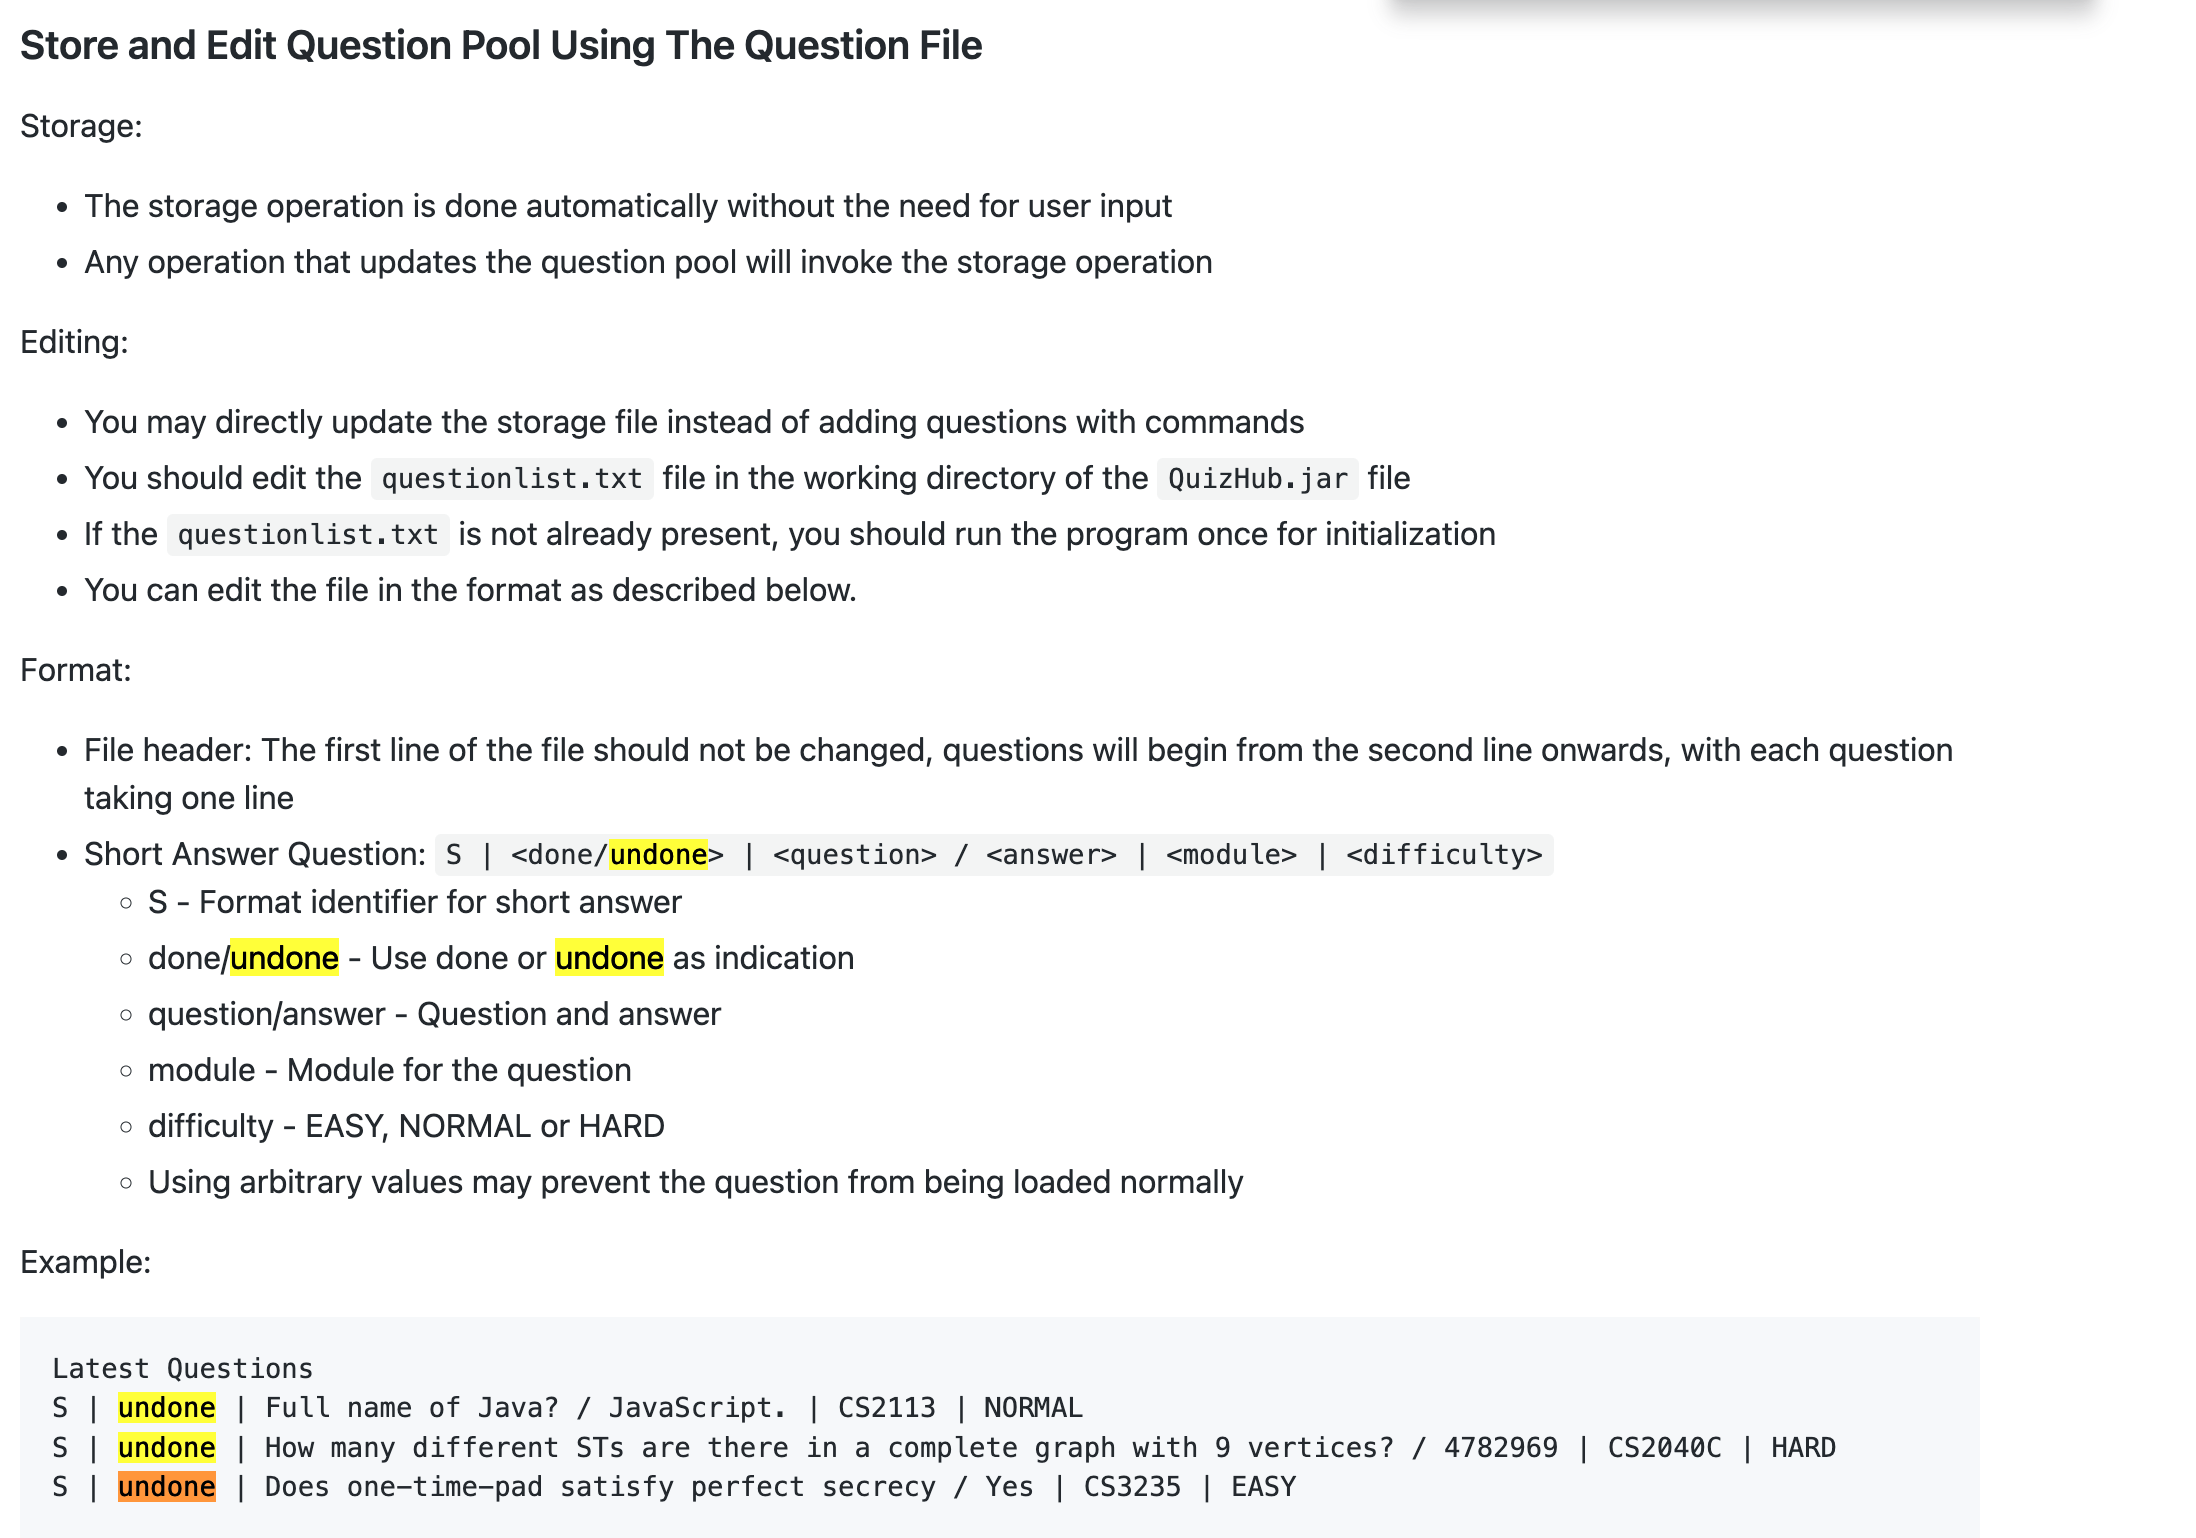 Store and Edit Question Pool Using The Question File
Storage:
• The storage operation is done automatically without the need for user input
• Any operation that updates the question pool will invoke the storage operation
Editing:
• You may directly update the storage file instead of adding questions with commands
• You should edit the questionlist.txt file in the working directory of the QuizHub.jar file
• If the questionlist.txt is not already present, you should run the program once for initialization
• You can edit the file in the format as described below.
Format:
• File header: The first line of the file should not be changed, questions will begin from the second line onwards, with each question
taking one line
• Short Answer Question: S | <done/undone> | <question> / <answer> | <module> | <difficulty>
◦ S - Format identifier for short answer
◦ done/undone - Use done or undone as indication
◦ question/answer - Question and answer
◦ module - Module for the question
◦ difficulty - EASY, NORMAL or HARD
◦ Using arbitrary values may prevent the question from being loaded normally
Example:
Latest Questions
S | undone | Full name of Java? / JavaScript. | CS2113 | NORMAL
S | undone | How many different STs are there in a complete graph with 9 vertices? / 4782969 | CS2040C | HARD
S | undone | Does one-time-pad satisfy perfect secrecy / Yes | CS3235 | EASY